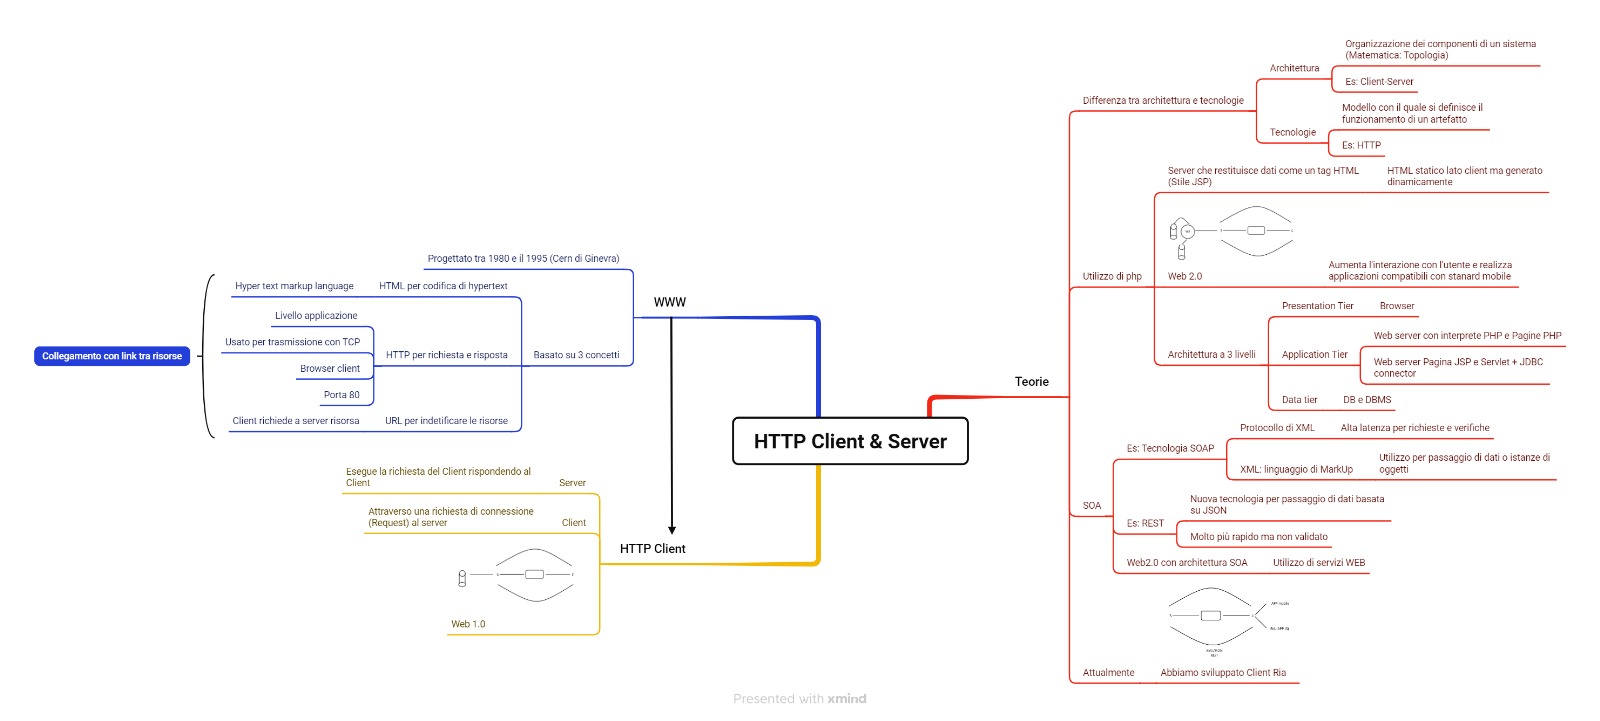 HTTP Client & Server
WWW
Progettato tra 1980 e il 1995 (Cern di Ginevra)
Basato su 3 concetti
HTML per codifica di hypertext
Hyper text markup language
HTTP per richiesta e risposta
Livello applicazione
Usato per trasmissione con TCP
Browser client
Porta 80
URL per indetificare le risorse
Client richiede a server risorsa
Collegamento con link tra risorse
HTTP Client
Server
Esegue la richiesta del Client rispondendo al
Client
Client
Attraverso una richiesta di connessione
(Request) al server
Web 1.0
Teorie
Differenza tra architettura e tecnologie
Architettura
Organizzazione dei componenti di un sistema
(Matematica: Topologia)
Es: Client-Server
Tecnologie
Modello con il quale si definisce il
funzionamento di un artefatto
Es: HTTP
Utilizzo di php
Server che restituisce dati come un tag HTML
(Stile JSP)
HTML statico lato client ma generato
dinamicamente
Web 2.0
Aumenta l'interazione con l'utente e realizza
applicazioni compatibili con stanard mobile
Architettura a 3 livelli
Presentation Tier
Browser
Application Tier
Web server con interprete PHP e Pagine PHP
Web server Pagina JSP e Servlet + JDBC
connector
Data tier
DB e DBMS
SOA
Es: Tecnologia SOAP
Protocollo di XML
Alta latenza per richieste e verifiche
XML: linguaggio di MarkUp
Utilizzo per passaggio di dati o istanze di
oggetti
Es: REST
Nuova tecnologia per passaggio di dati basata
su JSON
Molto più rapido ma non validato
Web2.0 con architettura SOA
Utilizzo di servizi WEB
Attualmente
Abbiamo sviluppato Client Ria
Presented with xmind